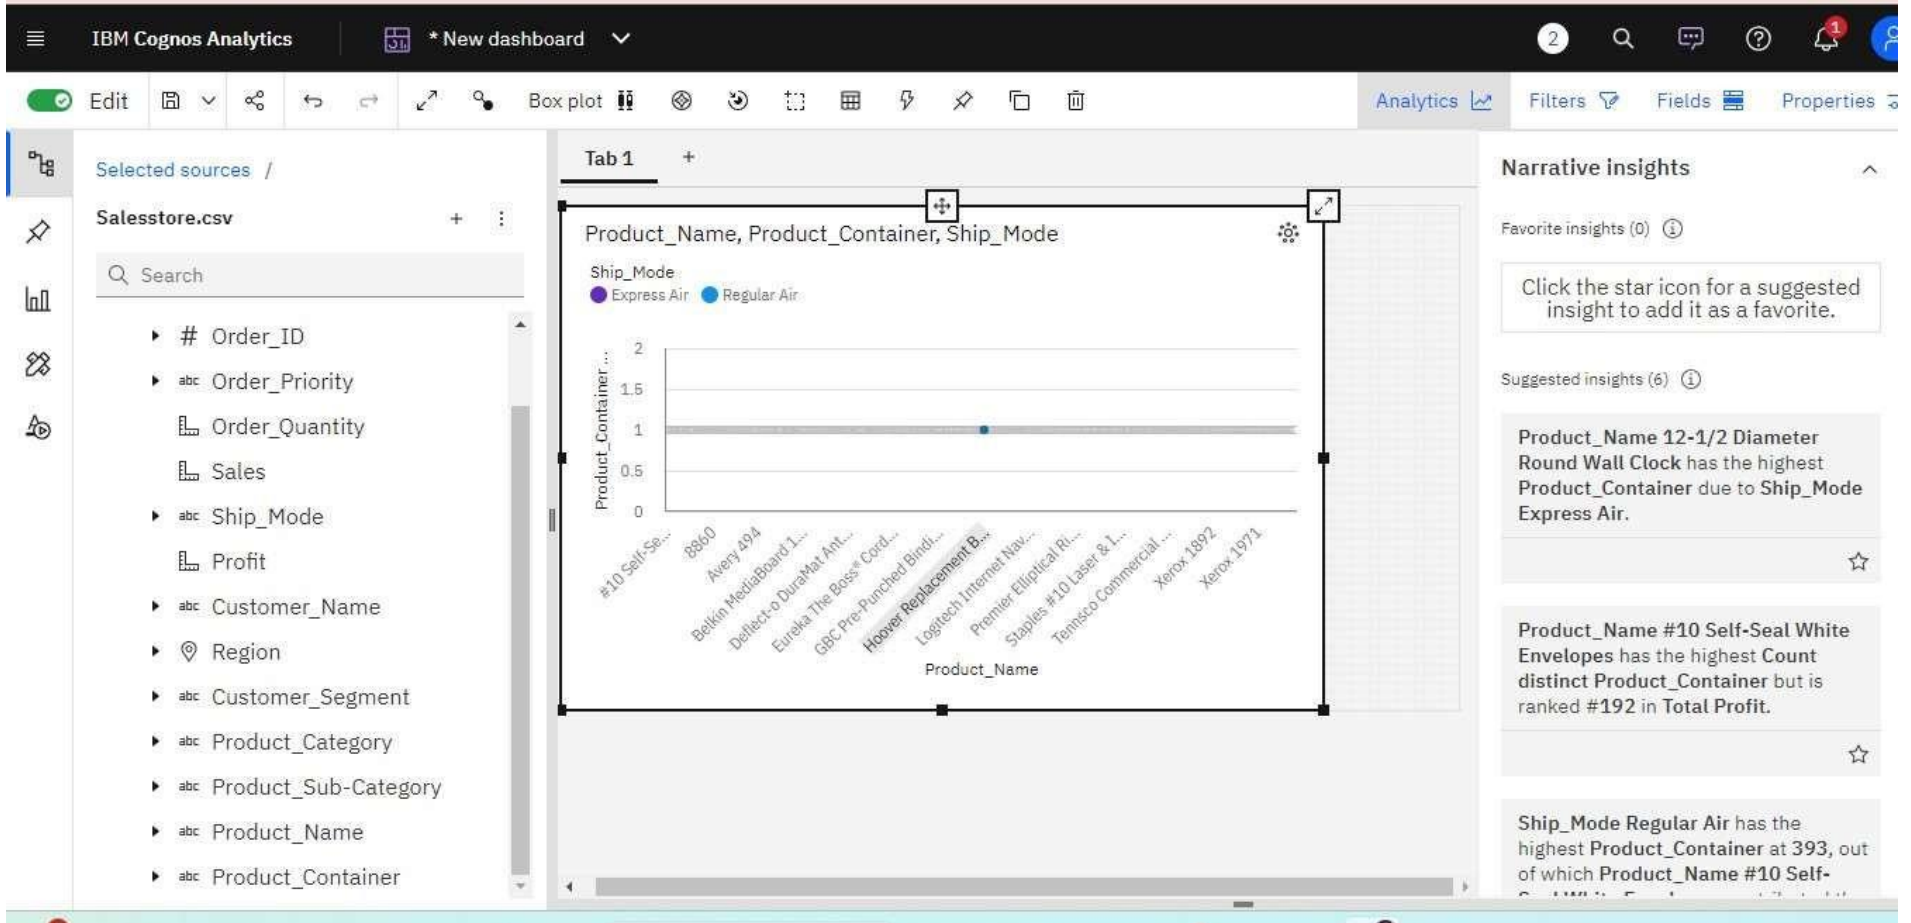 IBM Cognos Analytics
* New dashboard
2
1
Edit
Box plot
Analytics
Filters
Fields
Properties
Selected sources /
Salesstore.csv
Search
# Order_ID
abc Order_Priority
Order_Quantity
Sales
abc Ship_Mode
Profit
abc Customer_Name
Region
abc Customer_Segment
abc Product_Category
abc Product_Sub-Category
abc Product_Name
abc Product_Container
Tab 1
Product_Name, Product_Container, Ship_Mode
Ship_Mode
Express Air
Regular Air
Product_Container ...
2
1.5
1
0.5
0
#10 Self-Se...
8860
Avery 494
Belkin MediaBoard 1...
Deflect-o DuraMat Ant...
Eureka The Boss® Cord...
GBC Pre-Punched Bindi...
Hoover Replacement B...
Logitech Internet Nav...
Premier Elliptical Ri...
Staples #10 Laser & I...
Tennsco Commercial ...
Xerox 1892
Xerox 1971
Product_Name
Narrative insights
Favorite insights (0)
Click the star icon for a suggested
insight to add it as a favorite.
Suggested insights (6)
Product_Name 12-1/2 Diameter
Round Wall Clock has the highest
Product_Container due to Ship_Mode
Express Air.
Product_Name #10 Self-Seal White
Envelopes has the highest Count
distinct Product_Container but is
ranked #192 in Total Profit.
Ship_Mode Regular Air has the
highest Product_Container at 393, out
of which Product_Name #10 Self-